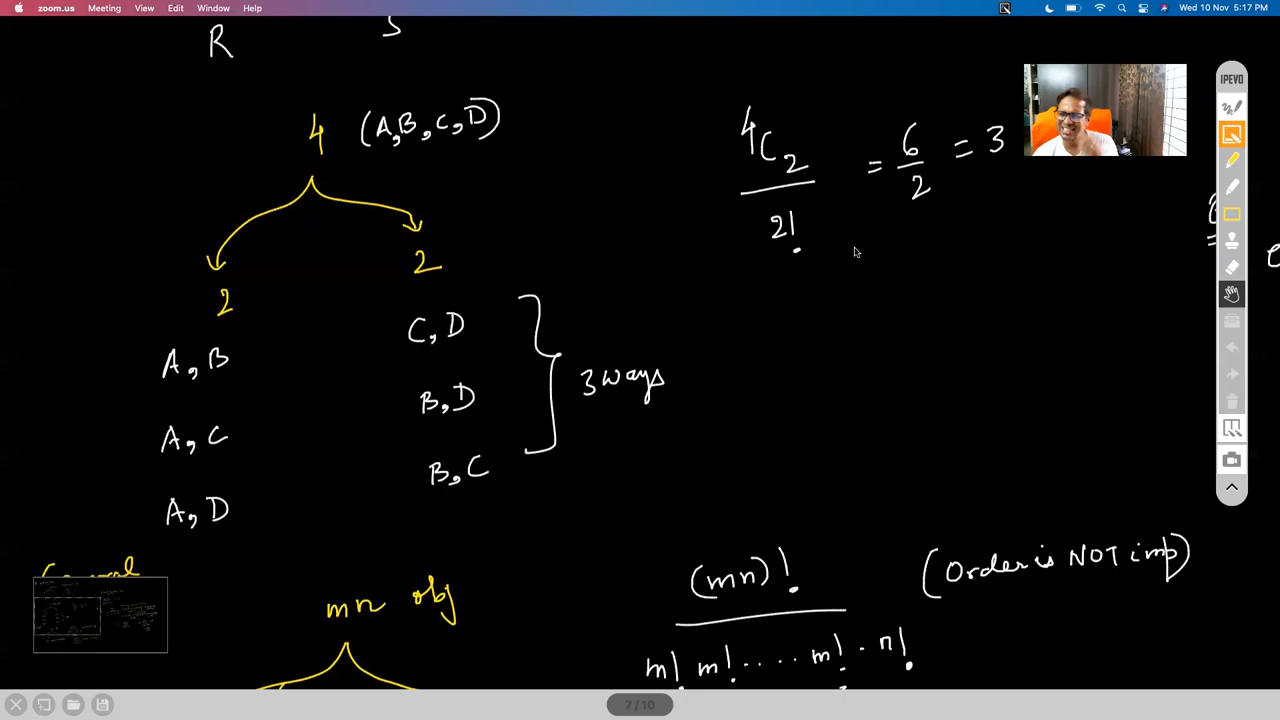 zoom.us Meeting View Edit Window Help Wed 10 Nov 5:17 PM
IPEVO
R S
4 (A,B,C,D)
2 2
A,B C,D
A,C B,D
A,D B,C
3 ways
4C2 / 2! = 6/2 = 3
General
mn obj
(mn)! (Order is NOT imp)
m! m! .... m! . n!
7 / 10